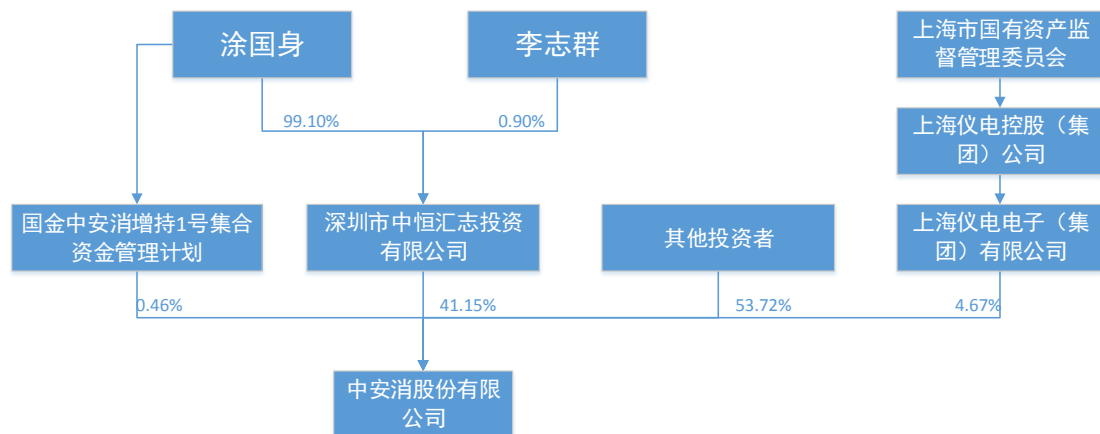 涂国身
李志群
上海市国有资产监
督管理委员会
99.10%
0.90%
上海仪电控股（集
团）公司
国金中安消增持1号集合
资金管理计划
深圳市中恒汇志投资
有限公司
其他投资者
上海仪电电子（集
团）有限公司
0.46%
41.15%
53.72%
4.67%
中安消股份有限
公司